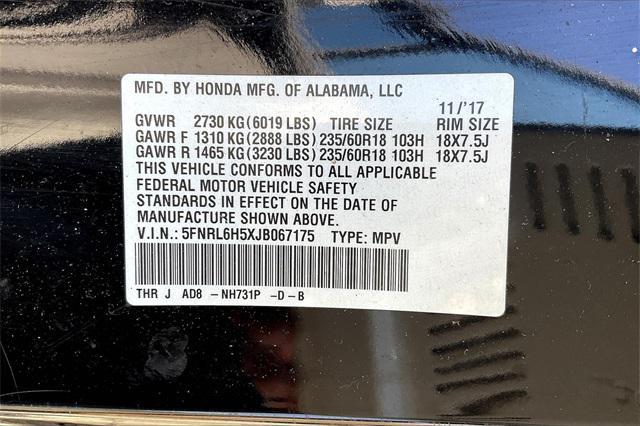 MFD. BY HONDA MFG. OF ALABAMA, LLC
11/'17
GVWR 2730 KG(6019 LBS) TIRE SIZE RIM SIZE
GAWR F 1310 KG(2888 LBS)235/60R18 103H 18X7.5J
GAWR R 1465 KG(3230 LBS)235/60R18 103H 18X7.5J
THIS VEHICLE CONFORMS TO ALL APPLICABLE
FEDERAL MOTOR VEHICLE SAFETY
STANDARDS IN EFFECT ON THE DATE OF
MANUFACTURE SHOWN ABOVE.
V.I.N.: 5FNRL6H5XJB067175 TYPE: MPV
THR J AD8 -NH731P -D-B